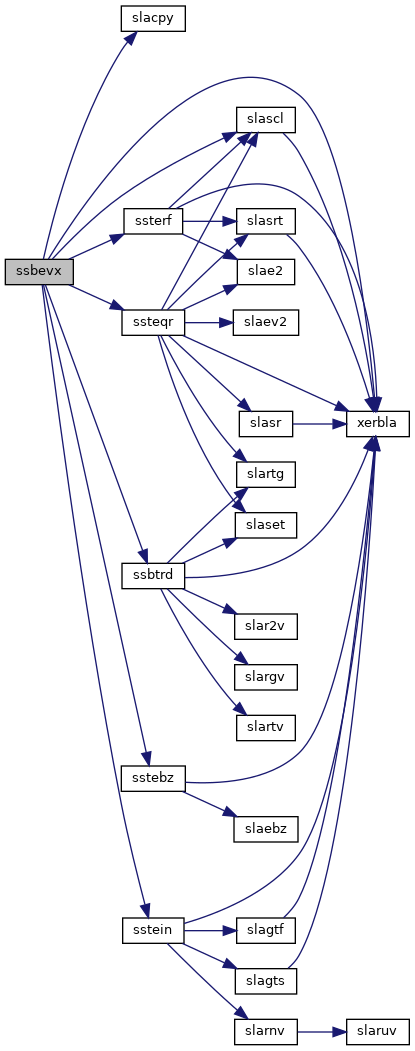 slacpy
slascl
ssterf
slasrt
ssbevx
slae2
ssteqr
slaev2
slasr
xerbla
slartg
slaset
ssbtrd
slar2v
slargv
slartv
sstebz
slaebz
sstein
slagtf
slagts
slarnv
slaruv